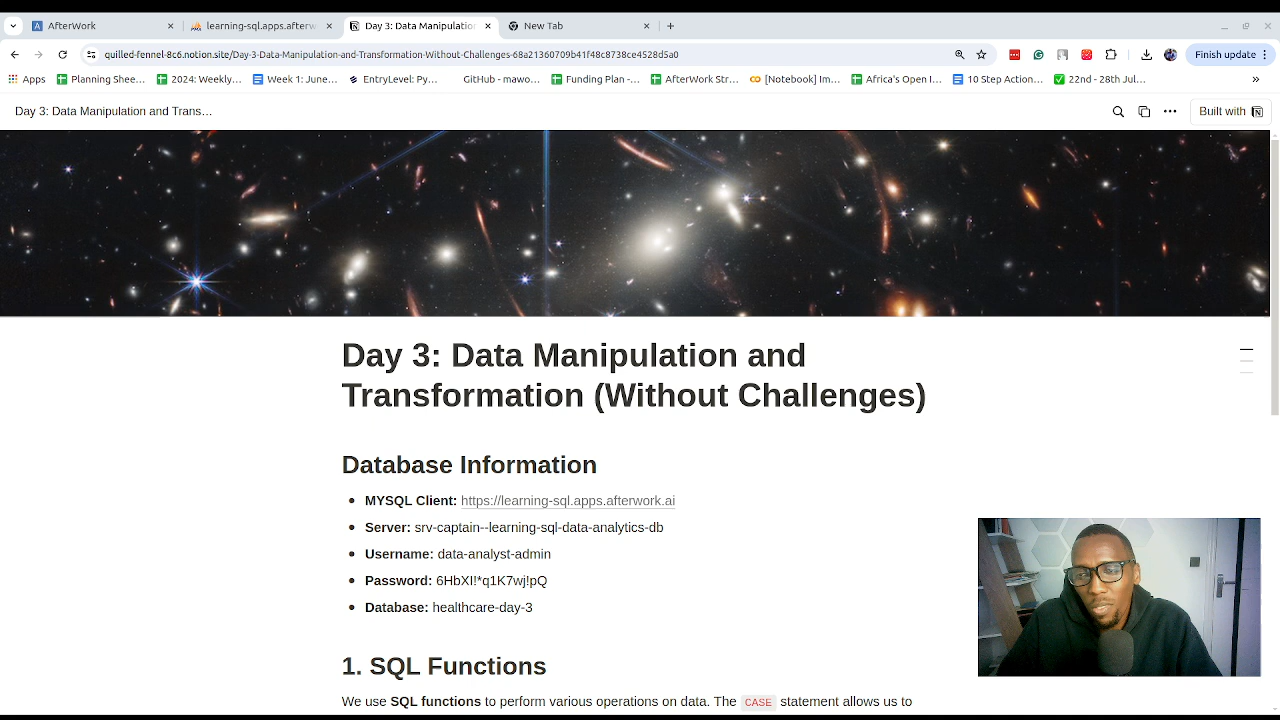 AfterWork
learning-sql.apps.afterw
Day 3: Data Manipulation
New Tab
quilled-fennel-8c6.notion.site/Day-3-Data-Manipulation-and-Transformation-Without-Challenges-68a21360709b41f48c8738ce4528d5a0
Finish update
Apps
Planning Shee...
2024: Weekly...
Week 1: June...
EntryLevel: Py...
GitHub - mawo...
Funding Plan -...
AfterWork Str...
[Notebook] Im...
Africa's Open I...
10 Step Action...
22nd - 28th Jul...
»
Day 3: Data Manipulation and Trans...
Built with
Day 3: Data Manipulation and
Transformation (Without Challenges)
Database Information
• MYSQL Client: https://learning-sql.apps.afterwork.ai
• Server: srv-captain--learning-sql-data-analytics-db
• Username: data-analyst-admin
• Password: 6HbXI!*q1K7wj!pQ
• Database: healthcare-day-3
1. SQL Functions
We use SQL functions to perform various operations on data. The CASE statement allows us to